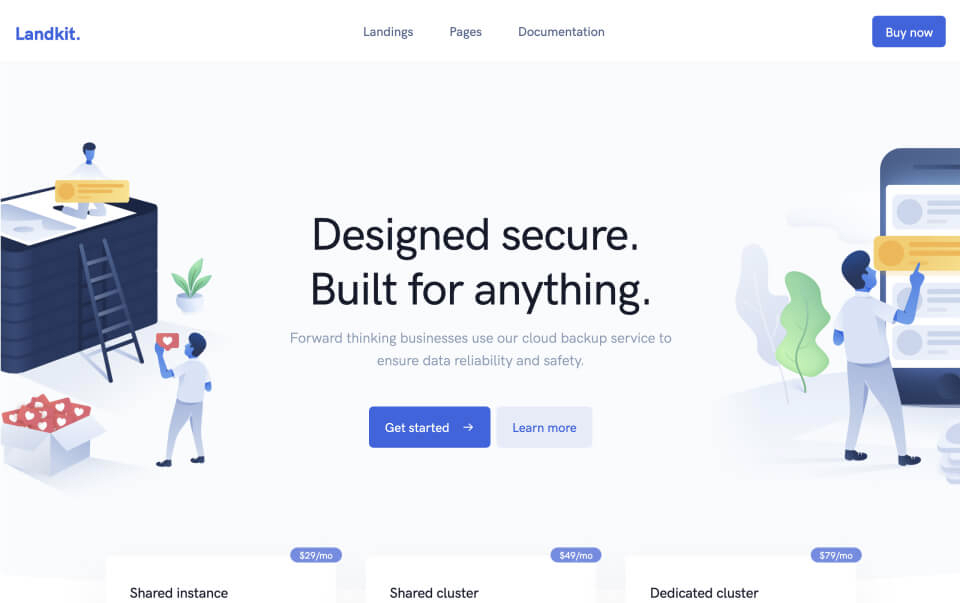 Landkit.
Landings
Pages
Documentation
Buy now
Designed secure.
Built for anything.
Forward thinking businesses use our cloud backup service to
ensure data reliability and safety.
Get started →
Learn more
$29/mo
Shared instance
$49/mo
Shared cluster
$79/mo
Dedicated cluster